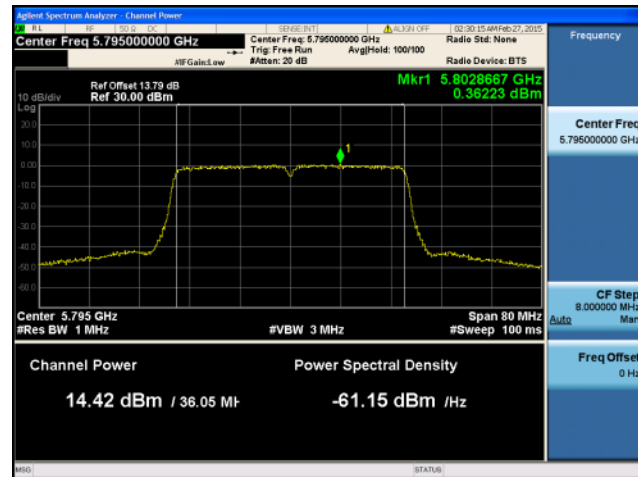 Agilent Spectrum Analyzer - Channel Power
RL RF 50 Ω DC SENSE:INT ALIGN OFF 02:30:15 AM Feb 27, 2015
Center Freq 5.795000000 GHz
Center Freq: 5.795000000 GHz
Radio Std: None
Trig: Free Run Avg|Hold: 100/100
#IFGain:Low #Atten: 20 dB Radio Device: BTS
Mkr1 5.8028667 GHz
0.36223 dBm
Ref Offset 13.79 dB
10 dB/div Ref 30.00 dBm
Log
20.0
10.0
1
0.00
-10.0
-20.0
-30.0
-40.0
-50.0
-60.0
Center 5.795 GHz Span 80 MHz
#Res BW 1 MHz #VBW 3 MHz #Sweep 100 ms
Channel Power Power Spectral Density
14.42 dBm / 36.05 MH -61.15 dBm /Hz
MSG STATUS
Frequency
Center Freq
5.795000000 GHz
CF Step
8.000000 MHz
Auto Man
Freq Offset
0 Hz